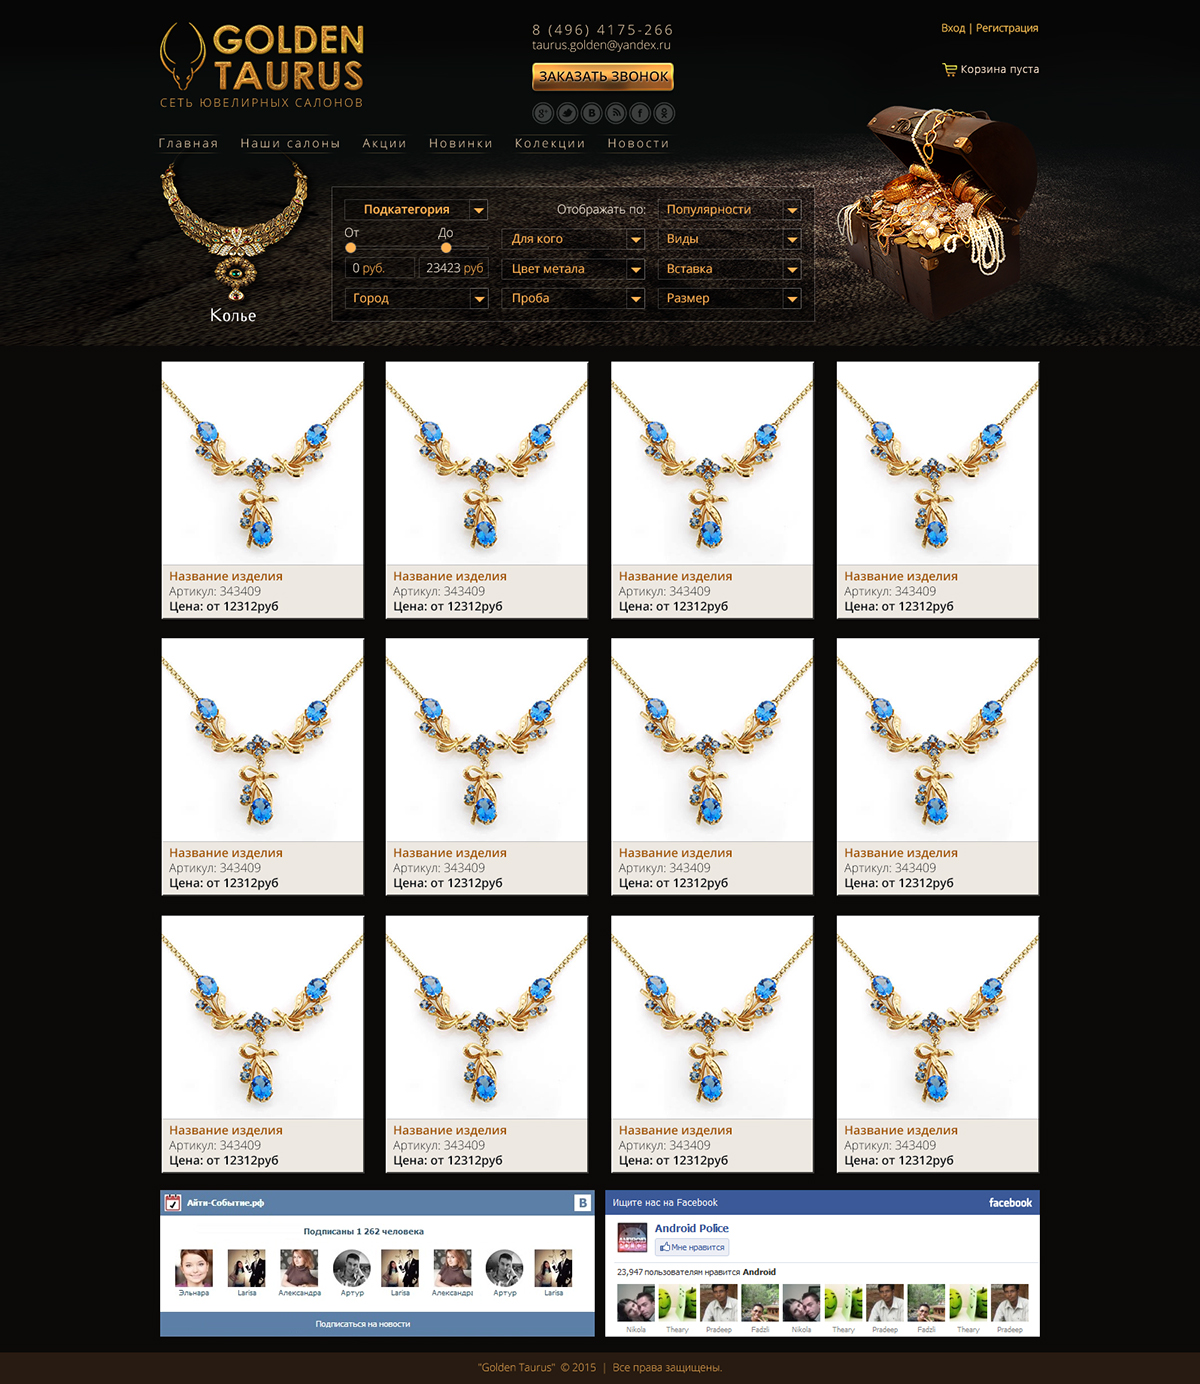 GOLDEN
TAURUS
СЕТЬ ЮВЕЛИРНЫХ САЛОНОВ
8 (496) 4175-266
taurus.golden@yandex.ru
ЗАКАЗАТЬ ЗВОНОК
Вход | Регистрация
Корзина пуста
Главная Наши салоны Акции Новинки Колекции Новости
Колье
Подкатегория Отображать по: Популярности
От До Для кого Виды
0 руб. 23423 руб Цвет метала Вставка
Город Проба Размер
Название изделия
Артикул: 343409
Цена: от 12312руб
Название изделия
Артикул: 343409
Цена: от 12312руб
Название изделия
Артикул: 343409
Цена: от 12312руб
Название изделия
Артикул: 343409
Цена: от 12312руб
Название изделия
Артикул: 343409
Цена: от 12312руб
Название изделия
Артикул: 343409
Цена: от 12312руб
Название изделия
Артикул: 343409
Цена: от 12312руб
Название изделия
Артикул: 343409
Цена: от 12312руб
Название изделия
Артикул: 343409
Цена: от 12312руб
Название изделия
Артикул: 343409
Цена: от 12312руб
Название изделия
Артикул: 343409
Цена: от 12312руб
Название изделия
Артикул: 343409
Цена: от 12312руб
Айти-Событие.рф B
Подписаны 1 262 человека
Эльнара Larisa Александра Артур Larisa Александра Артур Larisa
Подписаться на новости
Ищите нас на Facebook facebook
Android Police
Мне нравится
23,947 пользователям нравится Android
Nikola Theary Pradeep Fadzli Nikola Theary Pradeep Fadzli Theary Pradeep
"Golden Taurus" © 2015 | Все права защищены.